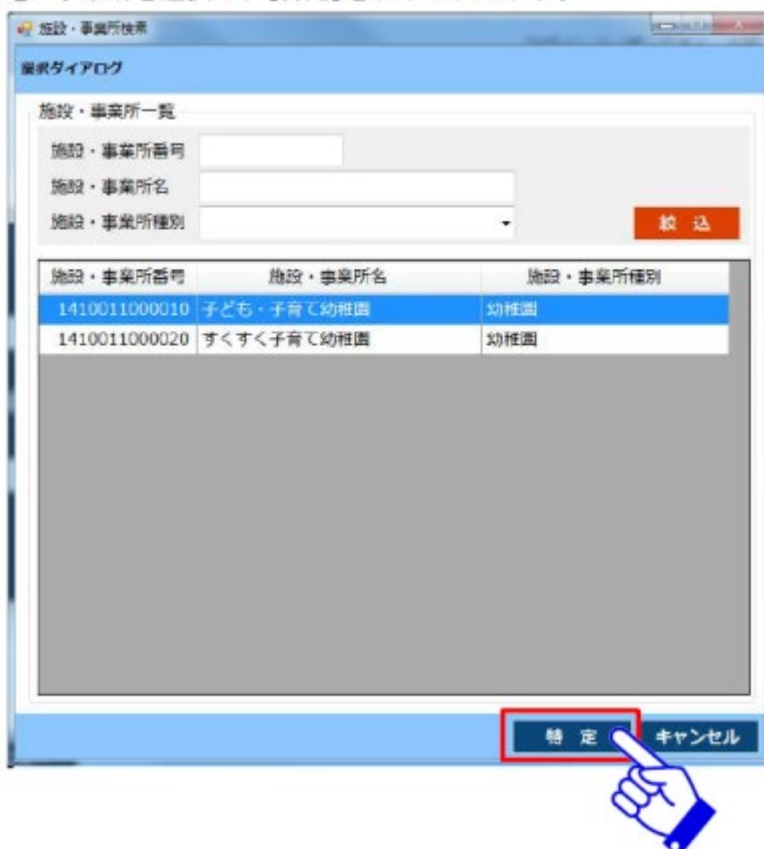 施設・事業所検索
選択ダイアログ
施設・事業所一覧
施設・事業所番号
施設・事業所名
施設・事業所種別
絞 込
施設・事業所番号 施設・事業所名 施設・事業所種別
1410011000010 子ども・子育て幼稚園 幼稚園
1410011000020 すくすく子育て幼稚園 幼稚園
特 定 キャンセル